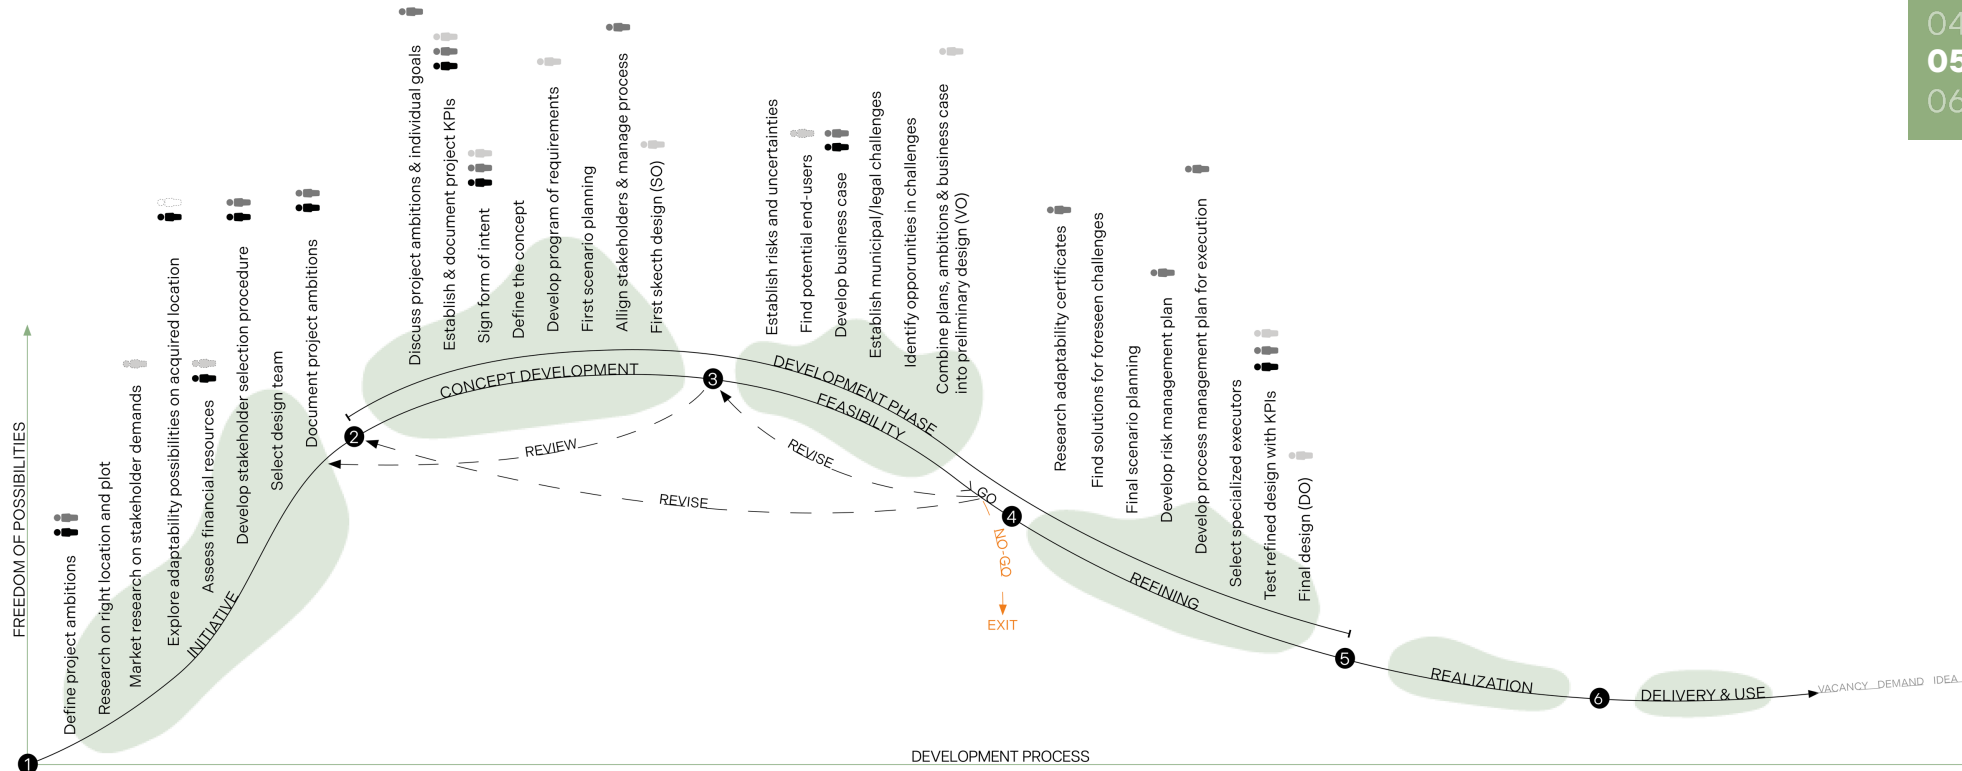 04
05
06
FREEDOM OF POSSIBILITIES
DEVELOPMENT PROCESS
1
Define project ambitions
Research on right location and plot
Market research on stakeholder demands
Explore adaptability possibilities on acquired location
Assess financial resources
Develop stakeholder selection procedure
Select design team
Document project ambitions
INITIATIVE
2
Discuss project ambitions & individual goals
Establish & document project KPIs
Sign form of intent
Define the concept
Develop program of requirements
First scenario planning
Allign stakeholders & manage process
First skecth design (SO)
CONCEPT DEVELOPMENT
3
REVIEW
REVISE
REVISE
Establish risks and uncertainties
Find potential end-users
Develop business case
Establish municipal/legal challenges
Identify opporunities in challenges
Combine plans, ambitions & business case
into preliminary design (VO)
DEVELOPMENT PHASE
FEASIBILITY
GO
4
NO-GO
EXIT
Research adaptability certificates
Find solutions for foreseen challenges
Final scenario planning
Develop risk management plan
Develop process management plan for execution
Select specialized executors
Test refined design with KPIs
Final design (DO)
REFINING
5
REALIZATION
6
DELIVERY & USE
VACANCY DEMAND IDEA